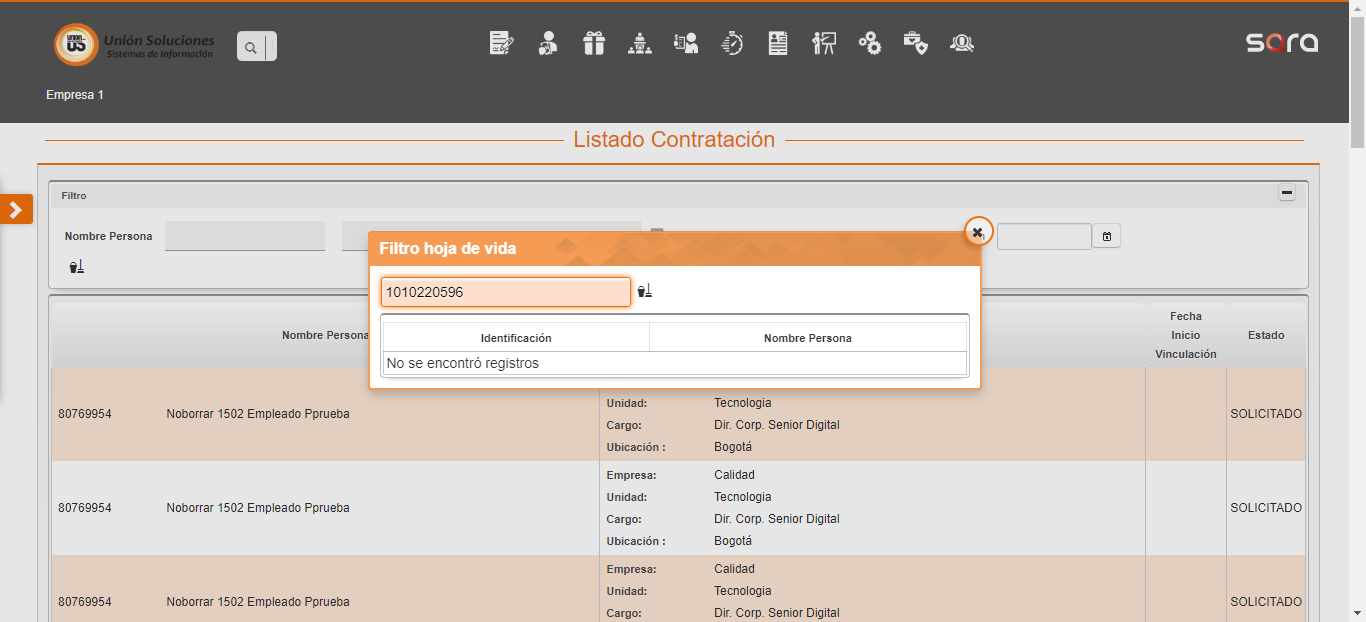 UNION
US
Unión Soluciones
Sistemas de Información
sara
Empresa 1
Listado Contratación
Filtro
Nombre Persona
Filtro hoja de vida
1010220596
Identificación Nombre Persona
No se encontró registros
Nombre Persona
Fecha
Inicio
Vinculación
Estado
80769954 Noborrar 1502 Empleado Pprueba
Unidad: Tecnologia
Cargo: Dir. Corp. Senior Digital
Ubicación : Bogotá
SOLICITADO
80769954 Noborrar 1502 Empleado Pprueba
Empresa: Calidad
Unidad: Tecnologia
Cargo: Dir. Corp. Senior Digital
Ubicación : Bogotá
SOLICITADO
80769954 Noborrar 1502 Empleado Pprueba
Empresa: Calidad
Unidad: Tecnologia
Cargo: Dir. Corp. Senior Digital
SOLICITADO